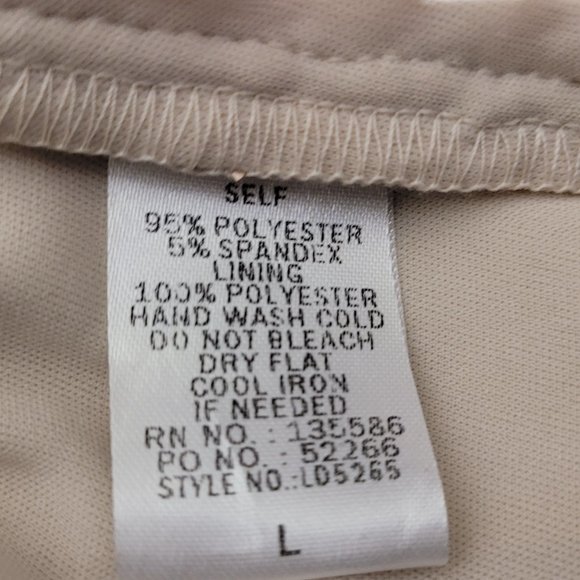 SELF
95% POLYESTER
5% SPANDEX
LINING
100% POLYESTER
HAND WASH COLD
DO NOT BLEACH
DRY FLAT
COOL IRON
IF NEEDED
RN NO.: 135586
PO NO.: 52266
STYLE NO.:LD5265
L